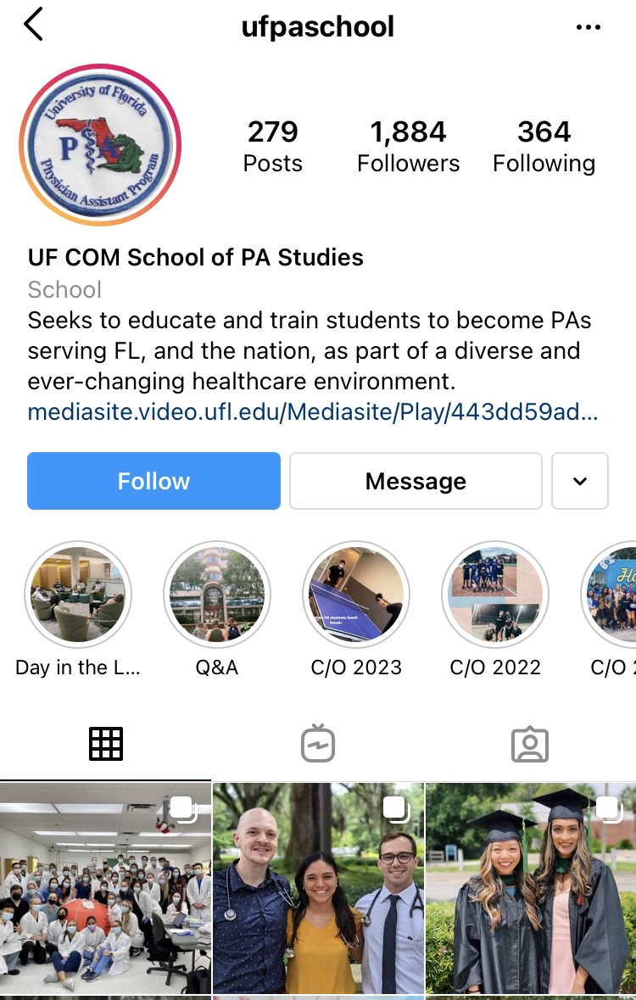 ufpaschool
University of Florida
P A
Physician Assistant Program
279
Posts
1,884
Followers
364
Following
UF COM School of PA Studies
School
Seeks to educate and train students to become PAs
serving FL, and the nation, as part of a diverse and
ever-changing healthcare environment.
mediasite.video.ufl.edu/Mediasite/Play/443dd59ad...
Follow
Message
PA students lunch
break:
Day in the L...
Q&A
C/O 2023
C/O 2022
C/O